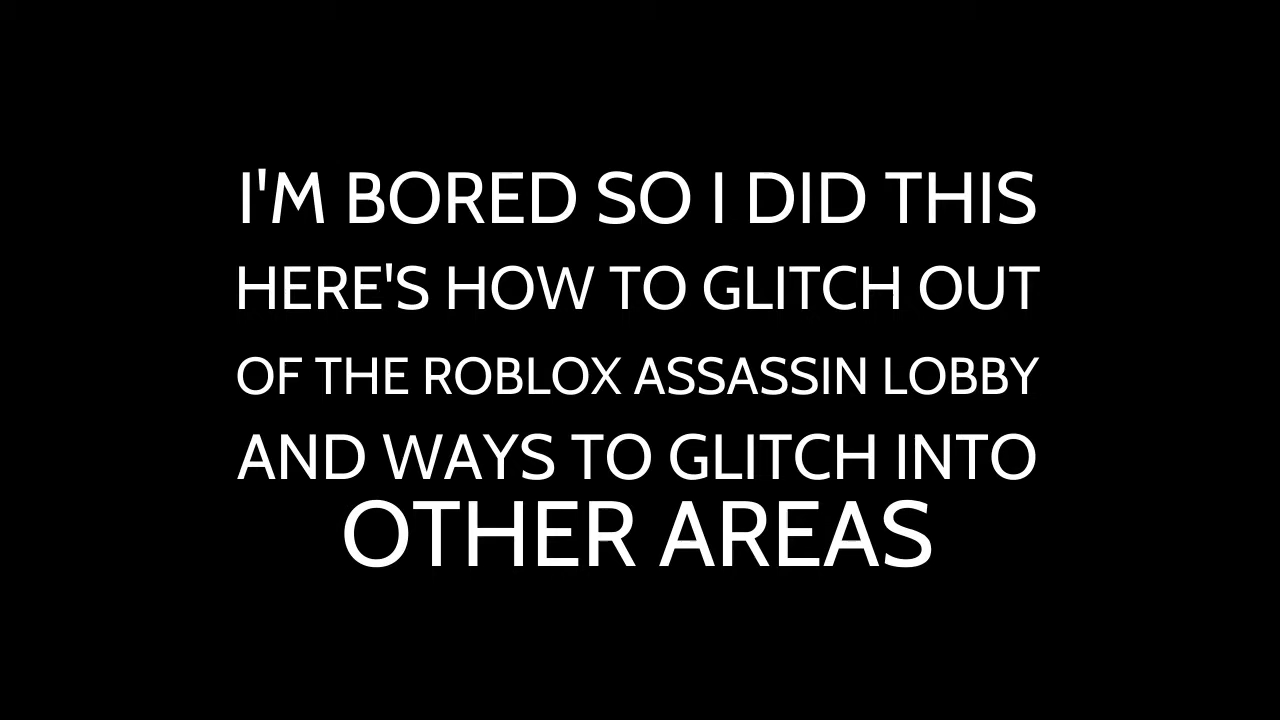 I'M BORED SO I DID THIS
HERE'S HOW TO GLITCH OUT
OF THE ROBLOX ASSASSIN LOBBY
AND WAYS TO GLITCH INTO
OTHER AREAS